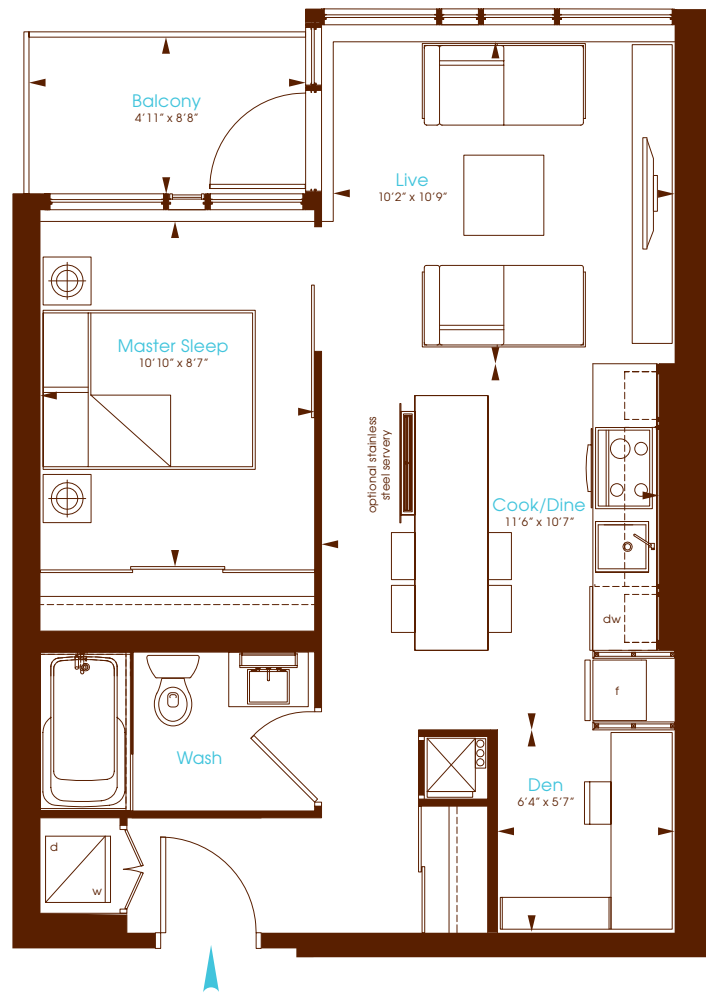 Balcony
4'11" x 8'8"
Live
10'2" x 10'9"
Master Sleep
10'10" x 8'7"
optional stainless
steel servery
Cook/Dine
11'6" x 10'7"
dw
f
Wash
Den
6'4" x 5'7"
d
w